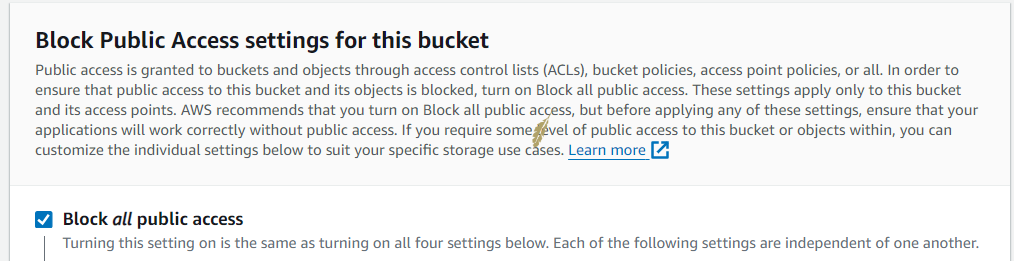 Block Public Access settings for this bucket
Public access is granted to buckets and objects through access control lists (ACLs), bucket policies, access point policies, or all. In order to
ensure that public access to this bucket and its objects is blocked, turn on Block all public access. These settings apply only to this bucket
and its access points. AWS recommends that you turn on Block all public access, but before applying any of these settings, ensure that your
applications will work correctly without public access. If you require some level of public access to this bucket or objects within, you can
customize the individual settings below to suit your specific storage use cases. Learn more
Block all public access
Turning this setting on is the same as turning on all four settings below. Each of the following settings are independent of one another.